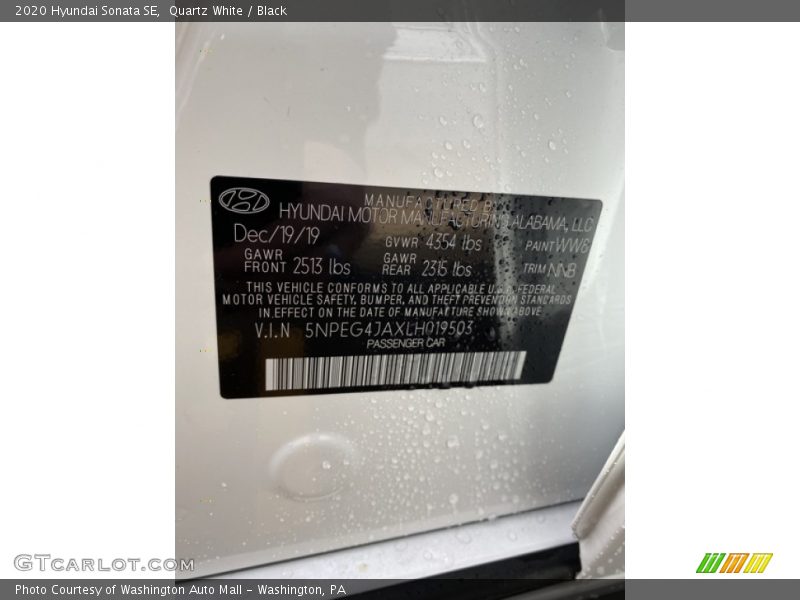 2020 Hyundai Sonata SE, Quartz White / Black
MANUFACTURED BY
HYUNDAI MOTOR MANUFACTURING ALABAMA, LLC
Dec/19/19 GVWR 4354 lbs PAINT WW8
GAWR FRONT 2513 lbs GAWR REAR 2315 lbs TRIM NNB
THIS VEHICLE CONFORMS TO ALL APPLICABLE U.S. FEDERAL
MOTOR VEHICLE SAFETY, BUMPER, AND THEFT PREVENTION STANDARDS
IN EFFECT ON THE DATE OF MANUFACTURE SHOWN ABOVE
V.I.N 5NPEG4JAXLH019503
PASSENGER CAR
GTcarlot.com
Photo Courtesy of Washington Auto Mall - Washington, PA